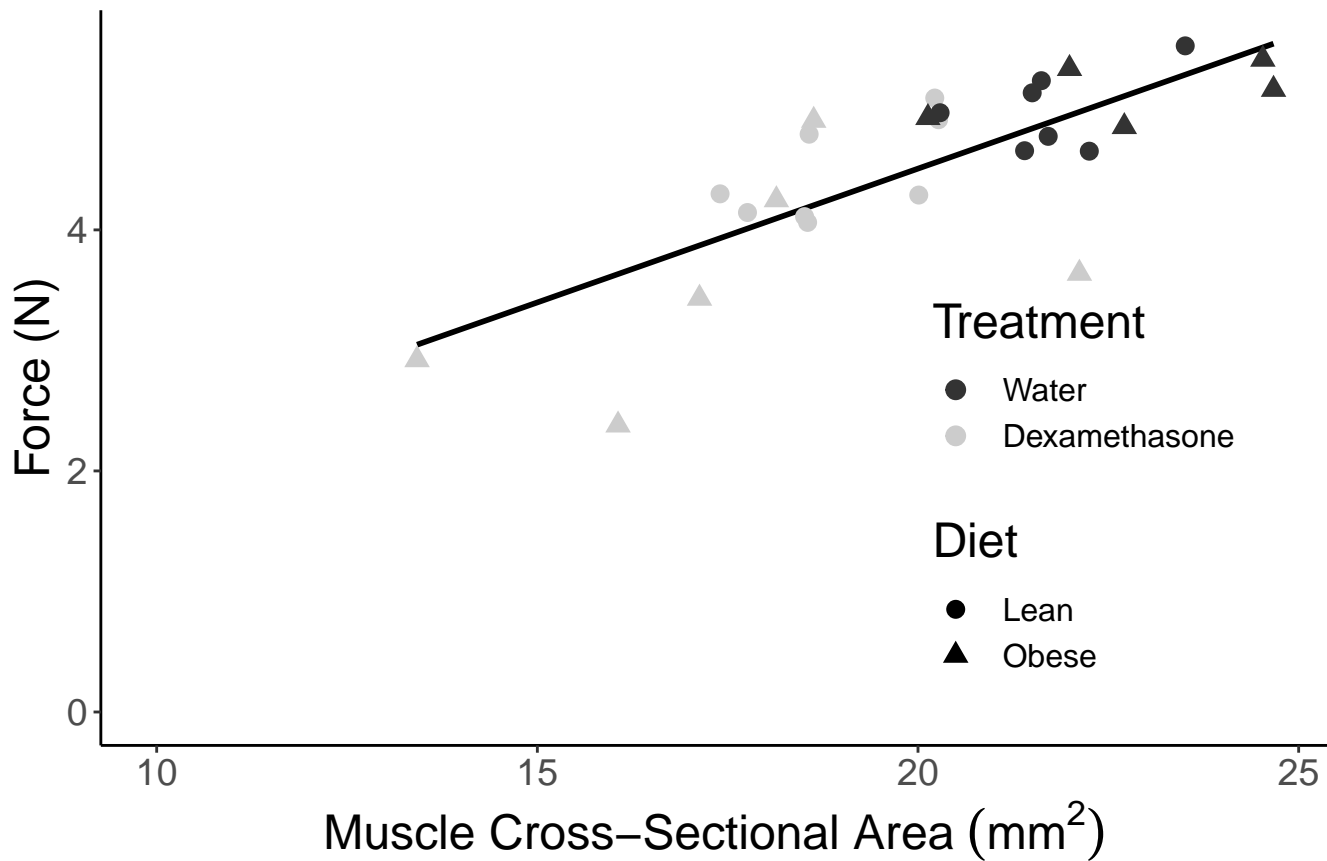 Force (N)
4
2
0
Treatment
Water
Dexamethasone
Diet
Lean
Obese
10 15 20 25
Muscle Cross−Sectional Area (mm²)